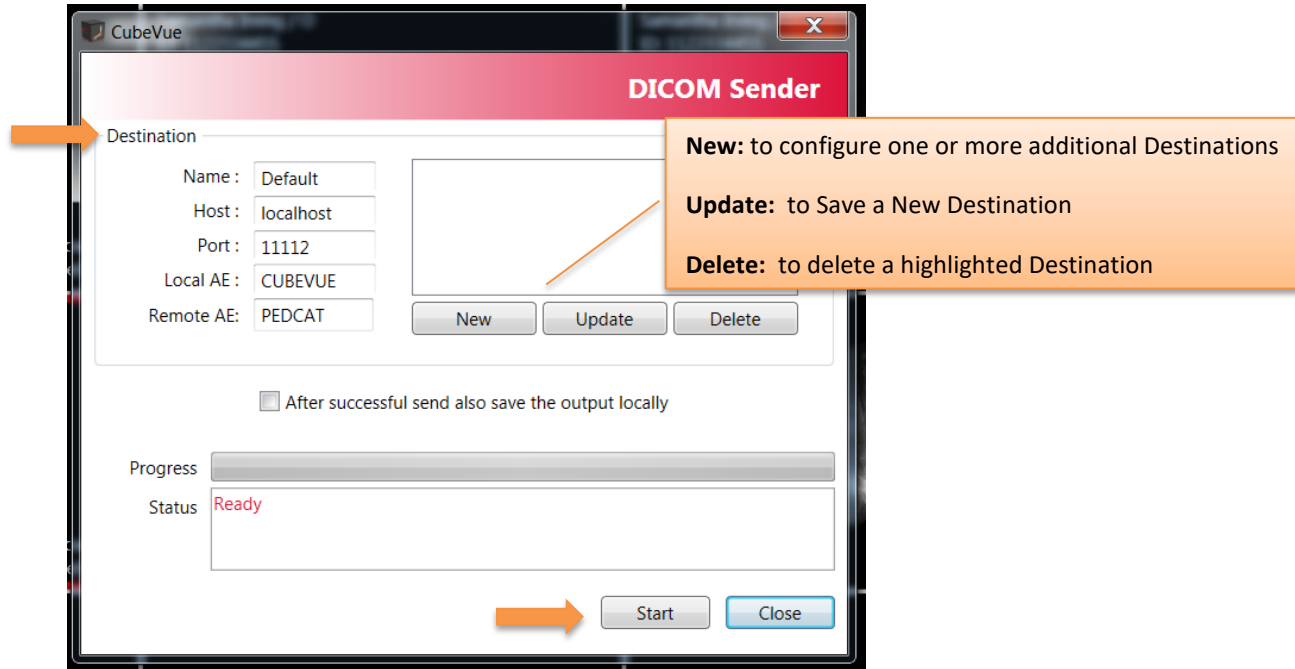 CubeVue
DICOM Sender
Destination
Name : Default
Host : localhost
Port : 11112
Local AE : CUBEVUE
Remote AE: PEDCAT
New Update Delete
New: to configure one or more additional Destinations
Update: to Save a New Destination
Delete: to delete a highlighted Destination
After successful send also save the output locally
Progress
Status Ready
Start Close